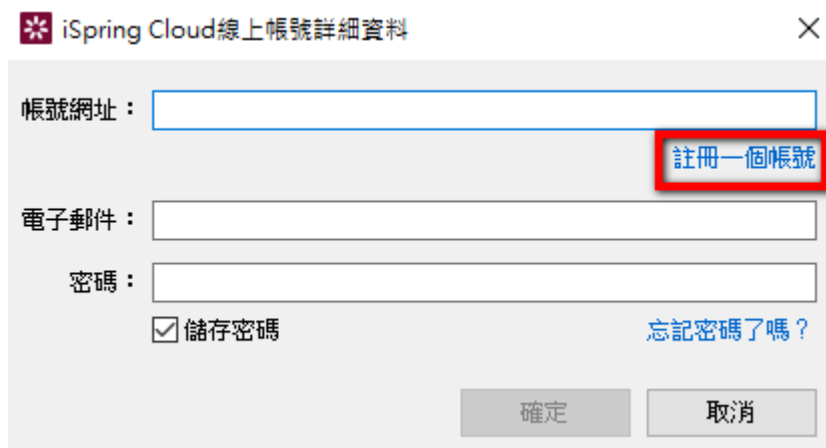 iSpring Cloud線上帳號詳細資料
帳號網址：
註冊一個帳號
電子郵件：
密碼：
儲存密碼 忘記密碼了嗎？
確定 取消